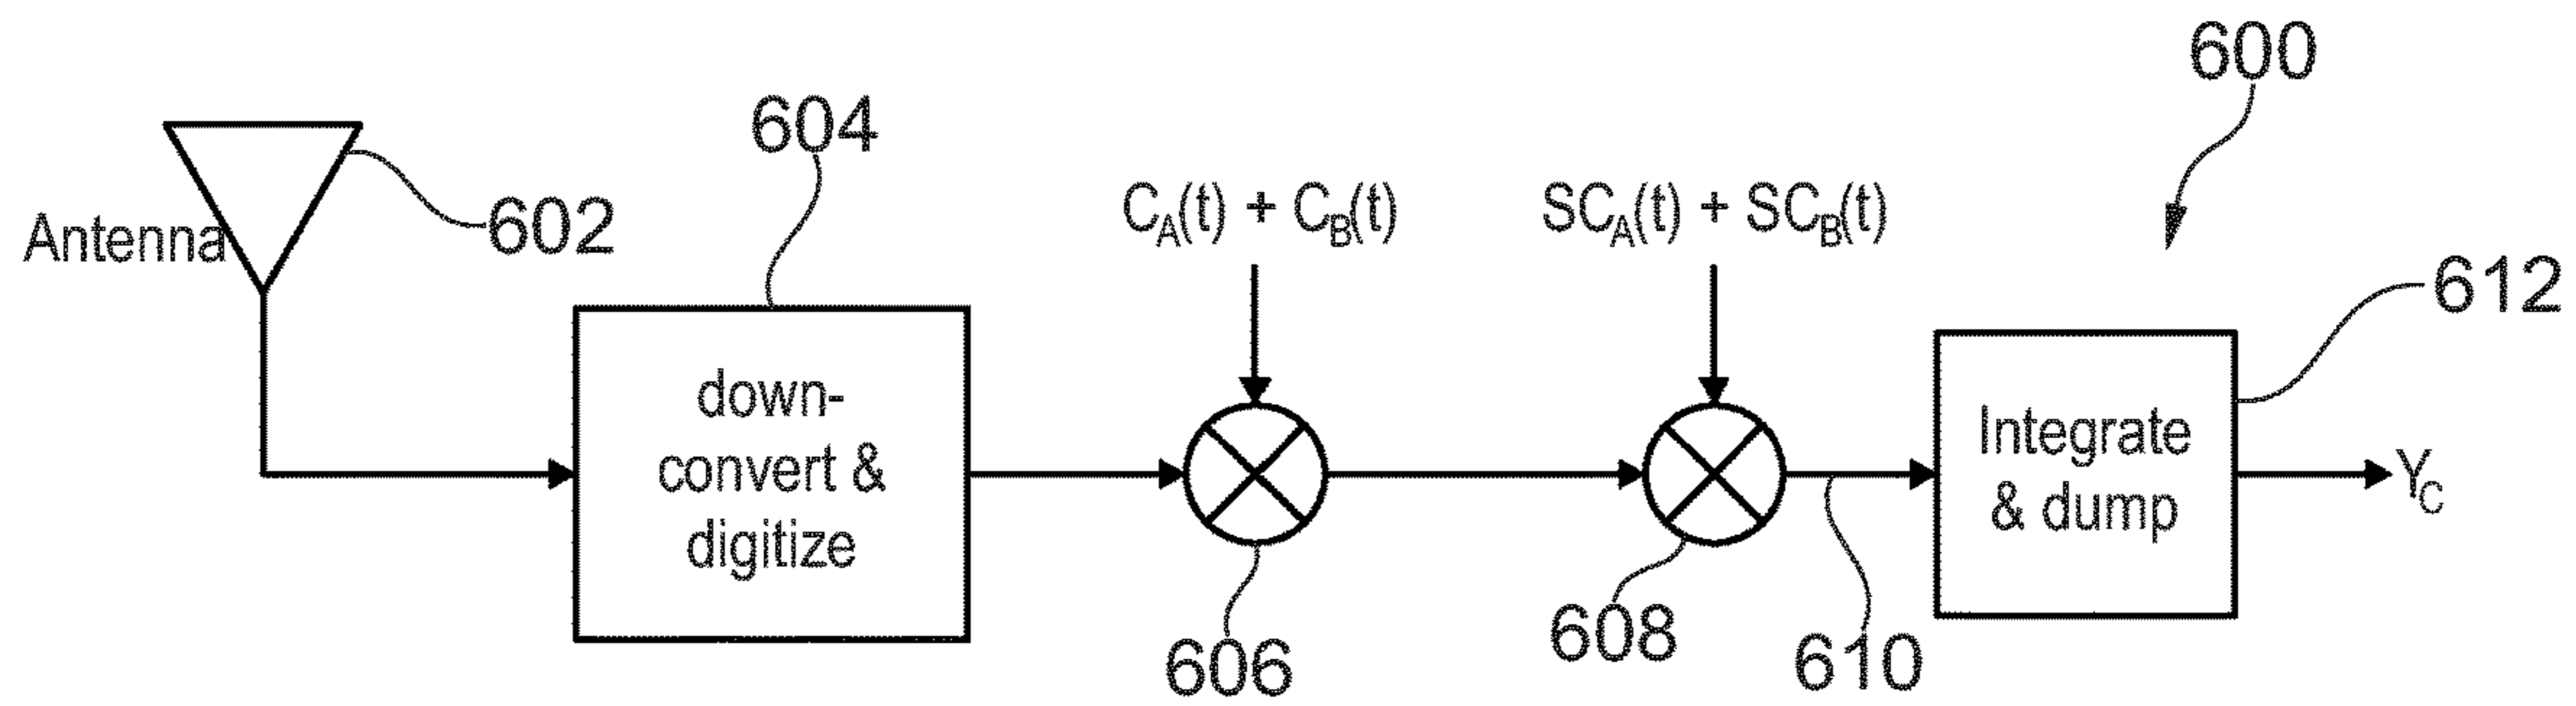 600
604
602
Antenna
C_A(t) + C_B(t)
SC_A(t) + SC_B(t)
612
down-
convert &
digitize
Integrate
& dump
Y_C
606
608
610